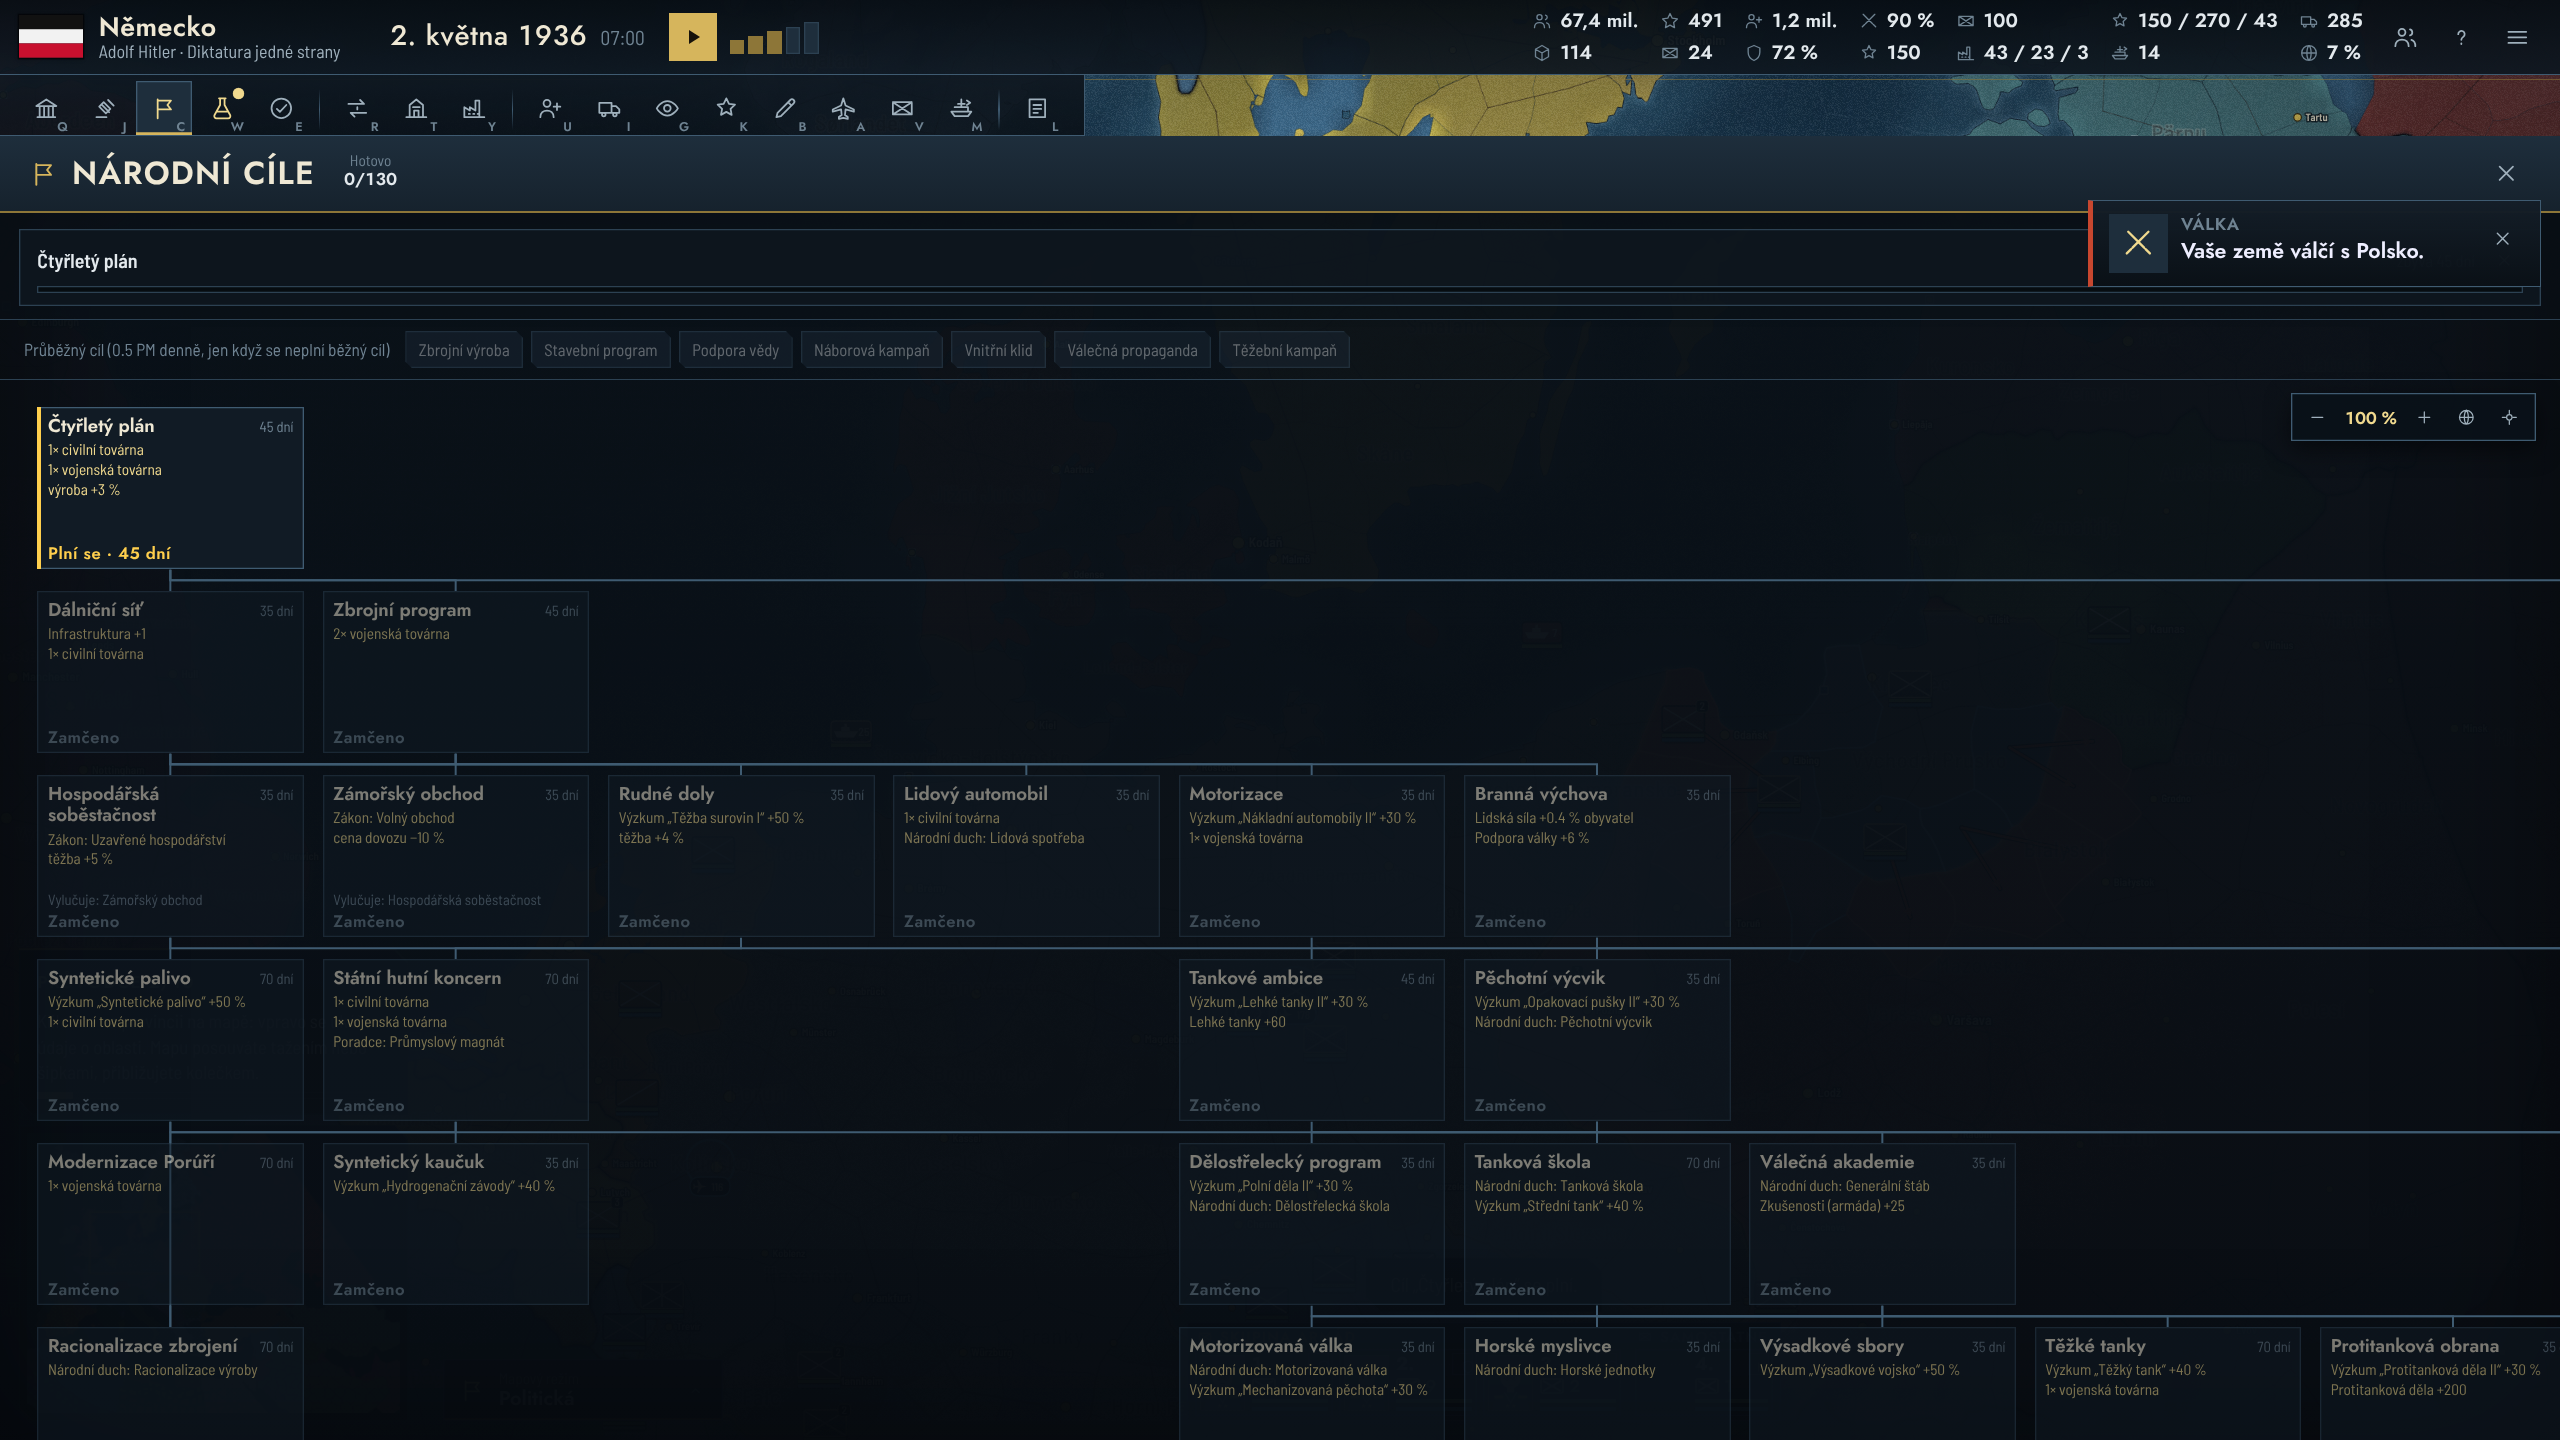 Německo
Adolf Hitler · Diktatura jedné strany
2. května 1936 07:00
67,4 mil. 491 1,2 mil. 90 % 100 150 / 270 / 43 285
114 24 72 % 150 43 / 23 / 3 14 7 %
?
Q J C W E R T Y U I G K B A V M L
Tartu
Pärnu
NÁRODNÍ CÍLE
Hotovo
0/130
VÁLKA
Vaše země válčí s Polsko.
Čtyřletý plán
Průběžný cíl (0.5 PM denně, jen když se neplní běžný cíl) Zbrojní výroba Stavební program Podpora vědy Náborová kampaň Vnitřní klid Válečná propaganda Těžební kampaň
− 100 % +
Čtyřletý plán 45 dní
1× civilní továrna
1× vojenská továrna
výroba +3 %
Plní se · 45 dní
Dálniční síť 35 dní
Infrastruktura +1
1× civilní továrna
Zamčeno
Zbrojní program 45 dní
2× vojenská továrna
Zamčeno
Hospodářská soběstačnost 35 dní
Zákon: Uzavřené hospodářství
těžba +5 %
Vylučuje: Zámořský obchod
Zamčeno
Zámořský obchod 35 dní
Zákon: Volný obchod
cena dovozu −10 %
Vylučuje: Hospodářská soběstačnost
Zamčeno
Rudné doly 35 dní
Výzkum „Těžba surovin I“ +50 %
těžba +4 %
Zamčeno
Lidový automobil 35 dní
1× civilní továrna
Národní duch: Lidová spotřeba
Zamčeno
Motorizace 35 dní
Výzkum „Nákladní automobily II“ +30 %
1× vojenská továrna
Zamčeno
Branná výchova 35 dní
Lidská síla +0.4 % obyvatel
Podpora války +6 %
Zamčeno
Syntetické palivo 70 dní
Výzkum „Syntetické palivo“ +50 %
1× civilní továrna
Zamčeno
Státní hutní koncern 70 dní
1× civilní továrna
1× vojenská továrna
Poradce: Průmyslový magnát
Zamčeno
Tankové ambice 45 dní
Výzkum „Lehké tanky II“ +30 %
Lehké tanky +60
Zamčeno
Pěchotní výcvik 35 dní
Výzkum „Opakovací pušky II“ +30 %
Národní duch: Pěchotní výcvik
Zamčeno
Modernizace Porúří 70 dní
1× vojenská továrna
Zamčeno
Syntetický kaučuk 35 dní
Výzkum „Hydrogenační závody“ +40 %
Zamčeno
Dělostřelecký program 35 dní
Výzkum „Polní děla II“ +30 %
Národní duch: Dělostřelecká škola
Zamčeno
Tanková škola 70 dní
Národní duch: Tanková škola
Výzkum „Střední tank“ +40 %
Zamčeno
Válečná akademie 35 dní
Národní duch: Generální štáb
Zkušenosti (armáda) +25
Zamčeno
Racionalizace zbrojení 70 dní
Národní duch: Racionalizace výroby
Motorizovaná válka 35 dní
Národní duch: Motorizovaná válka
Výzkum „Mechanizovaná pěchota“ +30 %
Horské myslivce 35 dní
Národní duch: Horské jednotky
Výsadkové sbory 35 dní
Výzkum „Výsadkové vojsko“ +50 %
Těžké tanky 70 dní
Výzkum „Těžký tank“ +40 %
1× vojenská továrna
Protitanková obrana 35
Výzkum „Protitanková děla II“ +30 %
Protitanková děla +200
Politická